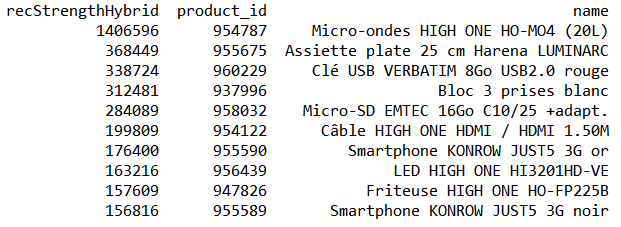 recStrengthHybrid product_id name
1406596 954787 Micro-ondes HIGH ONE HO-MO4 (20L)
368449 955675 Assiette plate 25 cm Harena LUMINARC
338724 960229 Clé USB VERBATIM 8Go USB2.0 rouge
312481 937996 Bloc 3 prises blanc
284089 958032 Micro-SD EMTEC 16Go C10/25 +adapt.
199809 954122 Câble HIGH ONE HDMI / HDMI 1.50M
176400 955590 Smartphone KONROW JUST5 3G or
163216 956439 LED HIGH ONE HI3201HD-VE
157609 947826 Friteuse HIGH ONE HO-FP225B
156816 955589 Smartphone KONROW JUST5 3G noir